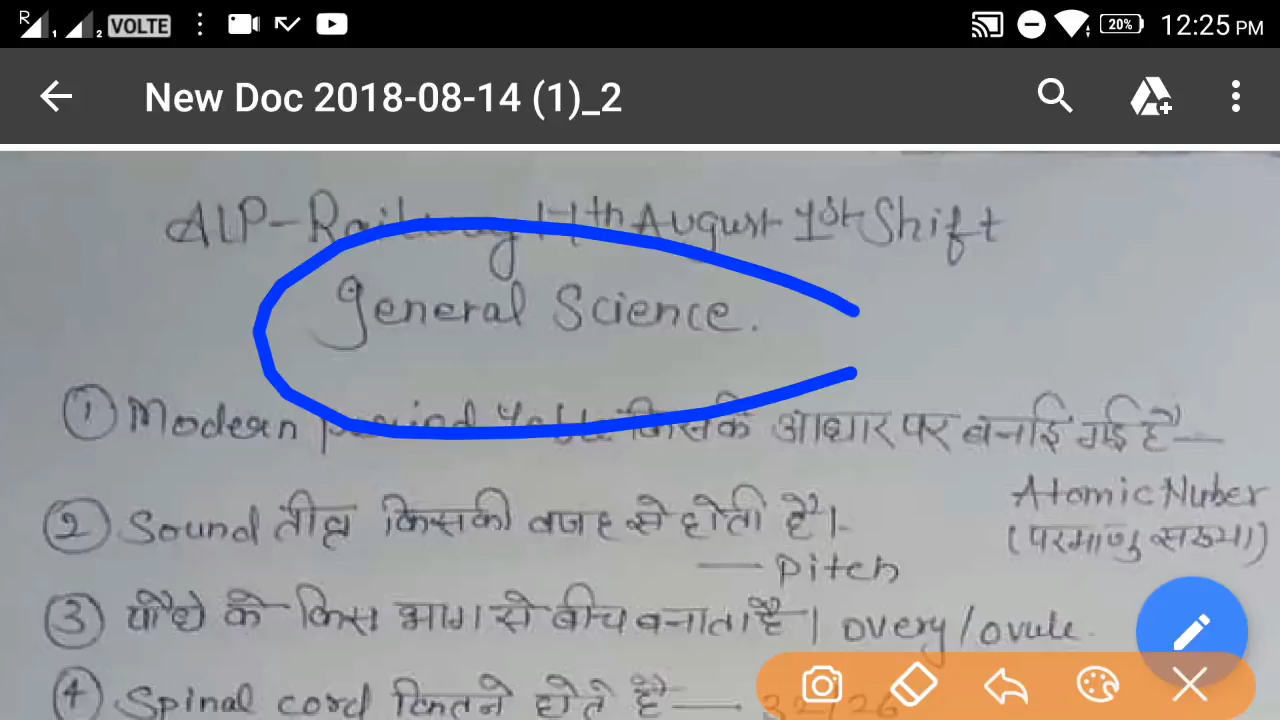 R 1 2 VOLTE 20% 12:25 PM
New Doc 2018-08-14 (1)_2
ALP-Railway 14th August 1st Shift
General Science.
① Modern period table जिसके आधार पर बनाई गई है —
Atomic Nuber
(परमाणु संख्या)
② Sound तीव्र किसकी वजह से होती है।
— Pitch
③ पौधे के किस भाग से बीच बनाता है। overy/ovule.
④ Spinal cord कितने होते है —